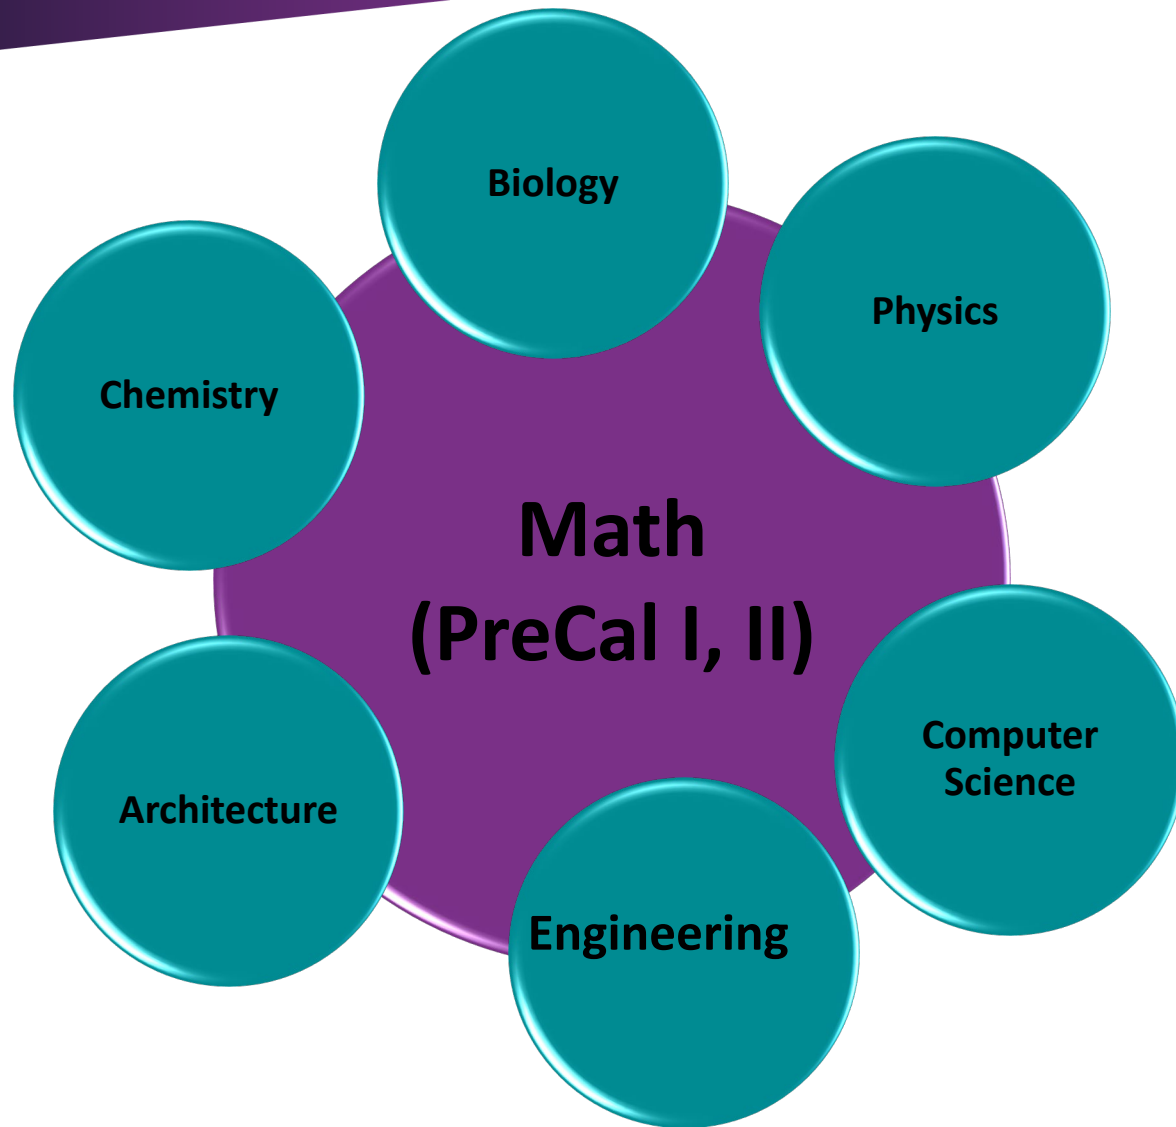 Biology
Physics
Chemistry
Math
(PreCal I, II)
Computer
Science
Architecture
Engineering